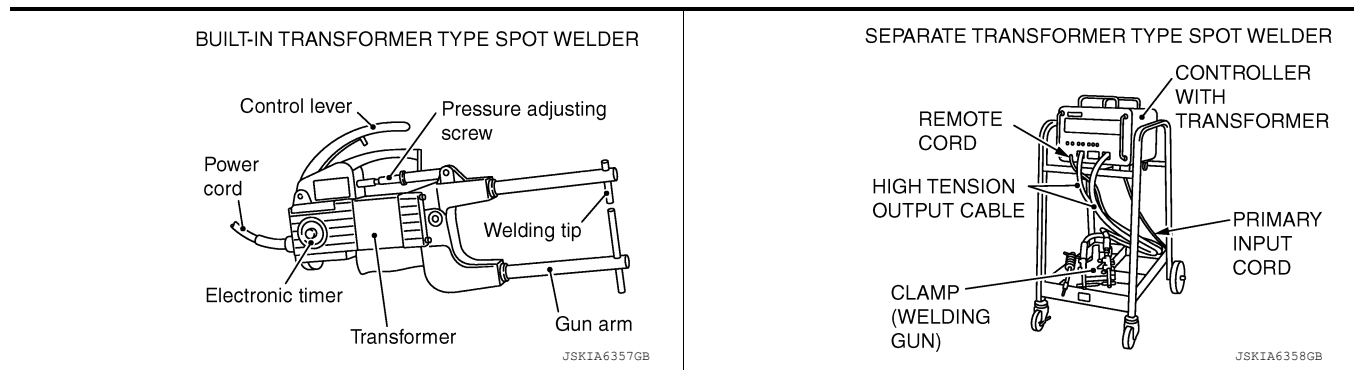 BUILT-IN TRANSFORMER TYPE SPOT WELDER
Control lever
Pressure adjusting
screw
Power
cord
Welding tip
Electronic timer
Transformer
Gun arm
JSKIA6357GB
SEPARATE TRANSFORMER TYPE SPOT WELDER
CONTROLLER
WITH
TRANSFORMER
REMOTE
CORD
HIGH TENSION
OUTPUT CABLE
PRIMARY
INPUT
CORD
CLAMP
(WELDING
GUN)
JSKIA6358GB